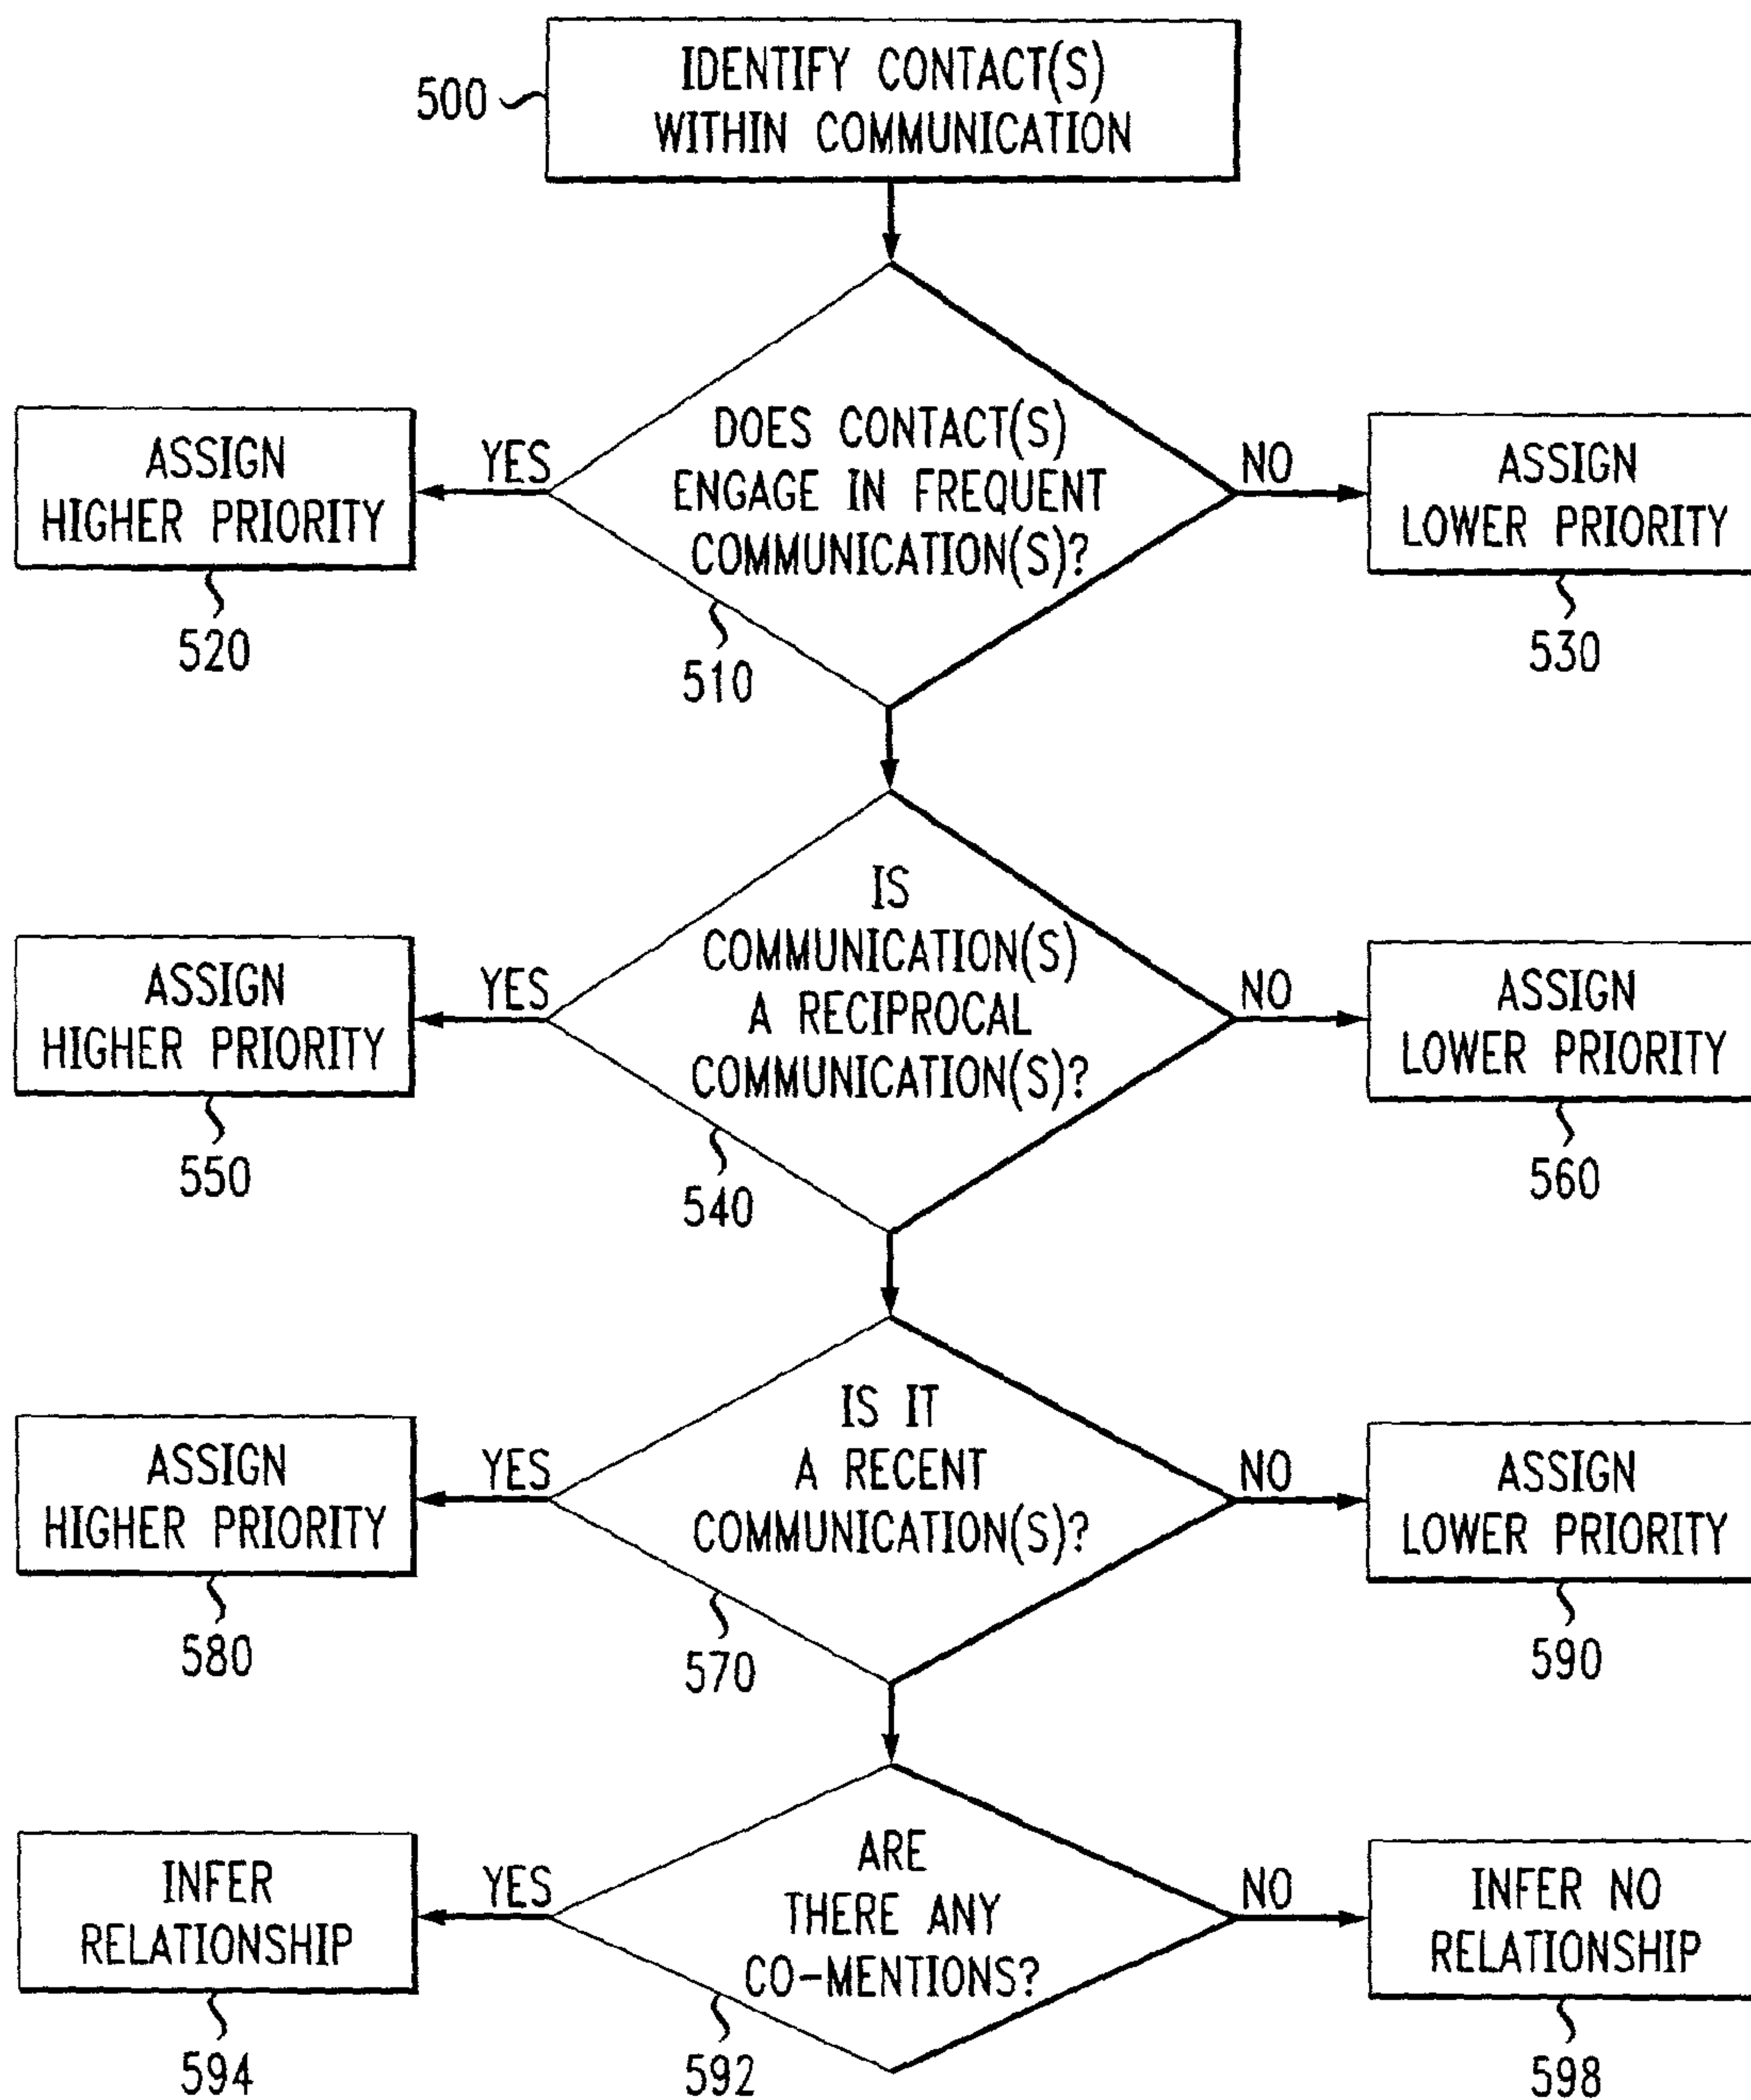 IDENTIFY CONTACT(S)
WITHIN COMMUNICATION
500
DOES CONTACT(S)
ENGAGE IN FREQUENT
COMMUNICATION(S)?
510
YES
ASSIGN
HIGHER PRIORITY
520
NO
ASSIGN
LOWER PRIORITY
530
IS
COMMUNICATION(S)
A RECIPROCAL
COMMUNICATION(S)?
540
YES
ASSIGN
HIGHER PRIORITY
550
NO
ASSIGN
LOWER PRIORITY
560
IS IT
A RECENT
COMMUNICATION(S)?
570
YES
ASSIGN
HIGHER PRIORITY
580
NO
ASSIGN
LOWER PRIORITY
590
ARE
THERE ANY
CO-MENTIONS?
592
YES
INFER
RELATIONSHIP
594
NO
INFER NO
RELATIONSHIP
598